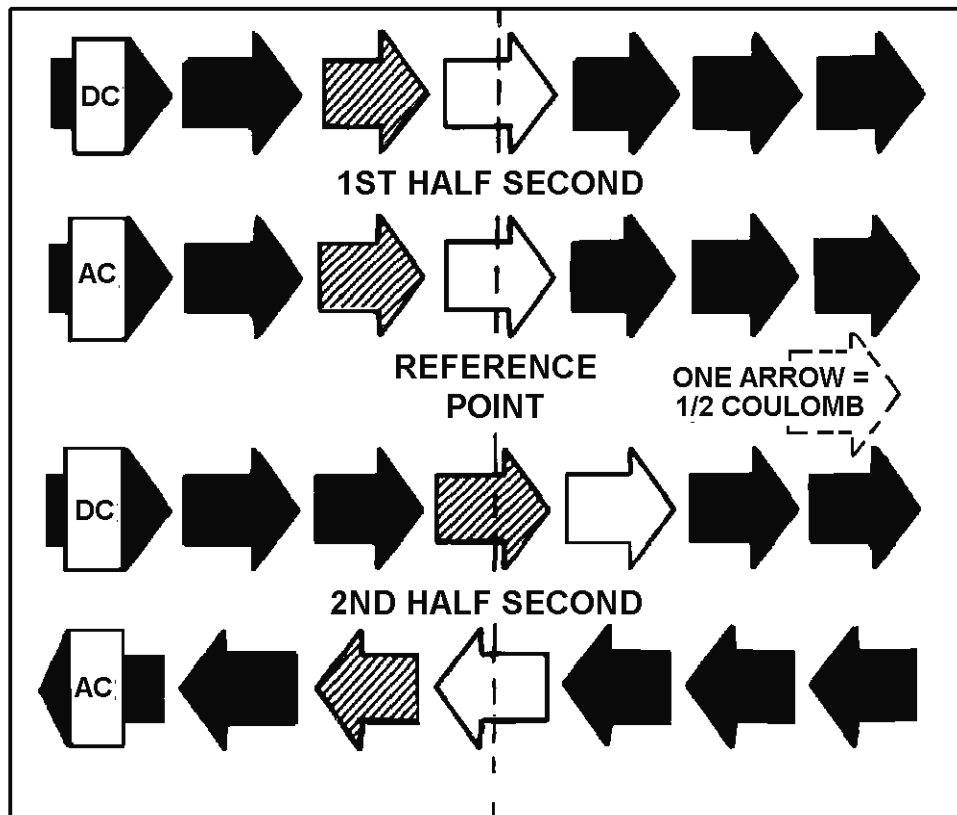 DC
1ST HALF SECOND
AC
REFERENCE
POINT
ONE ARROW =
1/2 COULOMB
DC
2ND HALF SECOND
AC